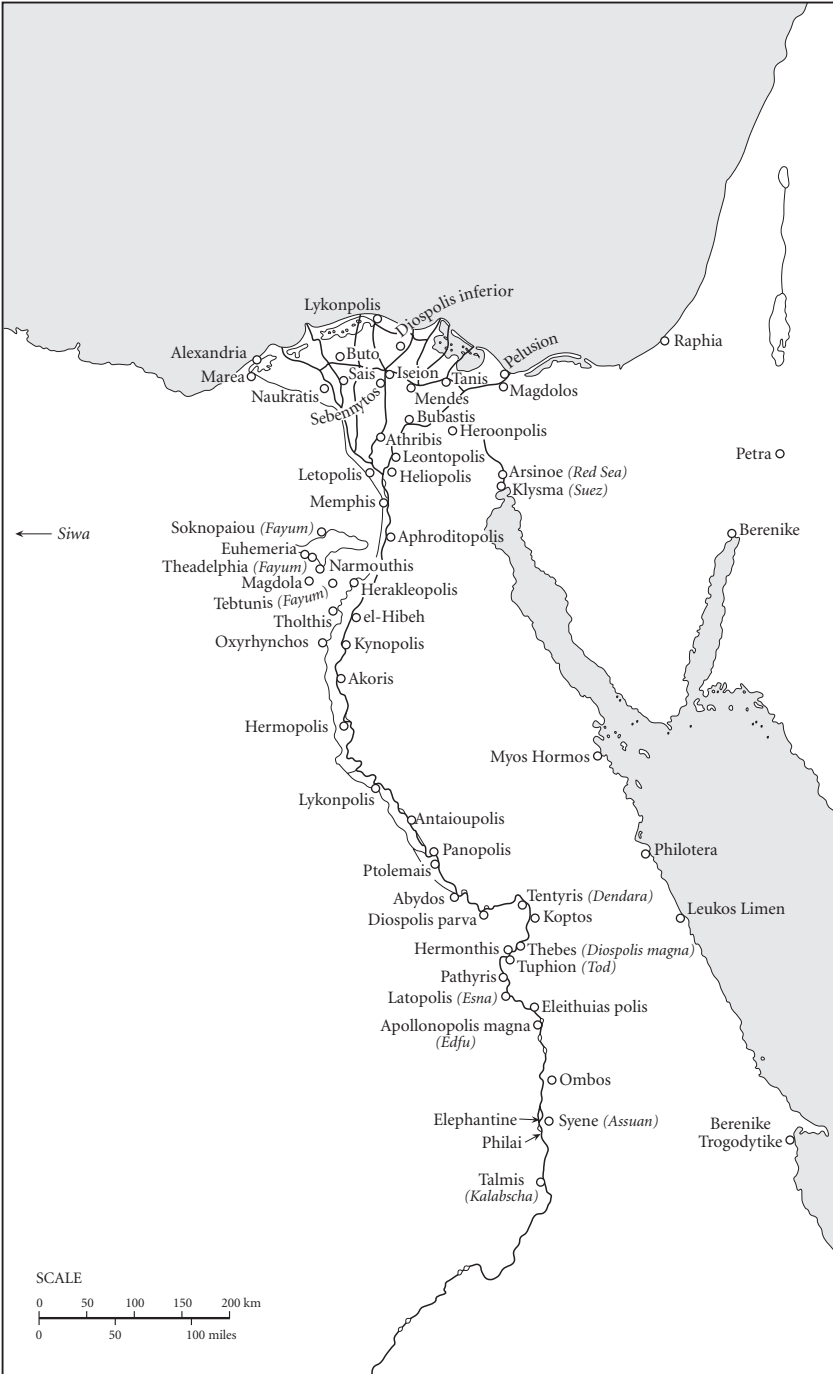 Lykonpolis
Diospolis inferior
Alexandria
Buto
Pelusion
Raphia
Marea
Sais
Iseion
Tanis
Naukratis
Sebennytos
Mendes
Magdolos
Bubastis
Heroonpolis
Athribis
Leontopolis
Petra
Letopolis
Heliopolis
Arsinoe (Red Sea)
Klysma (Suez)
Memphis
Siwa
Soknopaiou (Fayum)
Aphroditopolis
Berenike
Euhemeria
Theadelphia (Fayum)
Narmouthis
Magdola
Herakleopolis
Tebtunis (Fayum)
Tholthis
el-Hibeh
Oxyrhynchos
Kynopolis
Akoris
Hermopolis
Myos Hormos
Lykonpolis
Antaioupolis
Panopolis
Philotera
Ptolemais
Abydos
Tentyris (Dendara)
Diospolis parva
Koptos
Leukos Limen
Hermonthis
Thebes (Diospolis magna)
Tuphion (Tod)
Pathyris
Latopolis (Esna)
Eleithuias polis
Apollonopolis magna
(Edfu)
Ombos
Elephantine
Syene (Assuan)
Philai
Berenike
Trogodytike
Talmis
(Kalabscha)
SCALE
0 50 100 150 200 km
0 50 100 miles